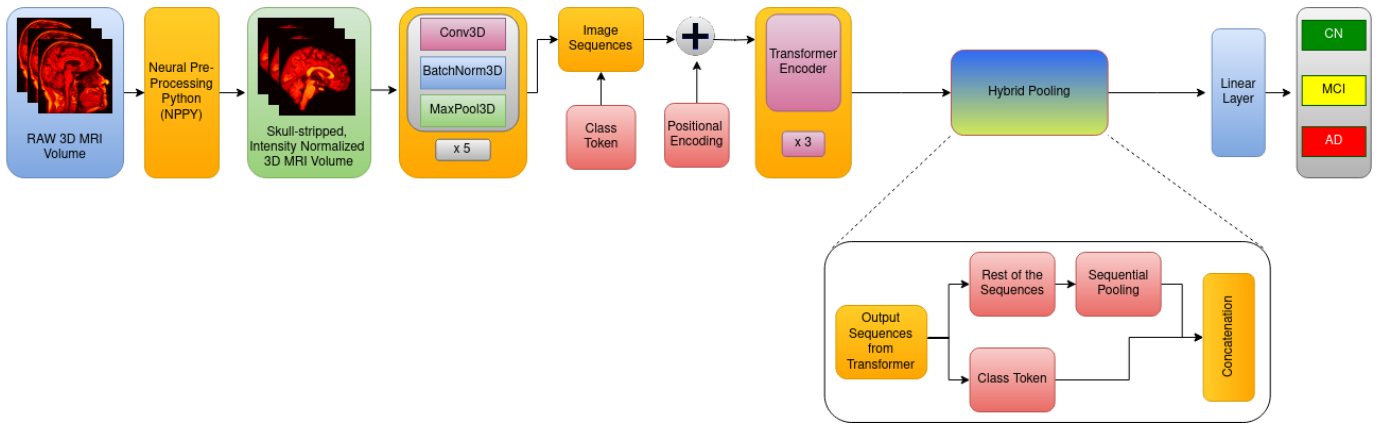 RAW 3D MRI
Volume
Neural Pre-
Processing
Python
(NPPY)
Skull-stripped,
Intensity Normalized
3D MRI Volume
Conv3D
BatchNorm3D
MaxPool3D
x 5
Image
Sequences
Class
Token
Positional
Encoding
Transformer
Encoder
x 3
Hybrid Pooling
Linear
Layer
CN
MCI
AD
Output
Sequences
from
Transformer
Rest of the
Sequences
Sequential
Pooling
Class Token
Concatenation